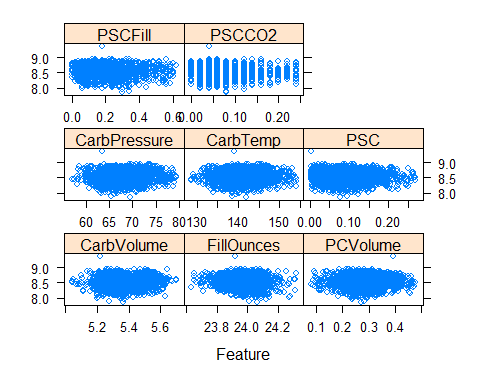 PSCFill PSCCO2
8.0 8.5 9.0
0.0 0.2 0.4 0.6 0.00 0.10 0.20
CarbPressure CarbTemp PSC
8.0 8.5 9.0
60 65 70 75 80 130 140 150 0.00 0.10 0.20
CarbVolume FillOunces PCVolume
8.0 8.5 9.0
5.2 5.4 5.6 23.8 24.0 24.2 0.1 0.2 0.3 0.4
Feature